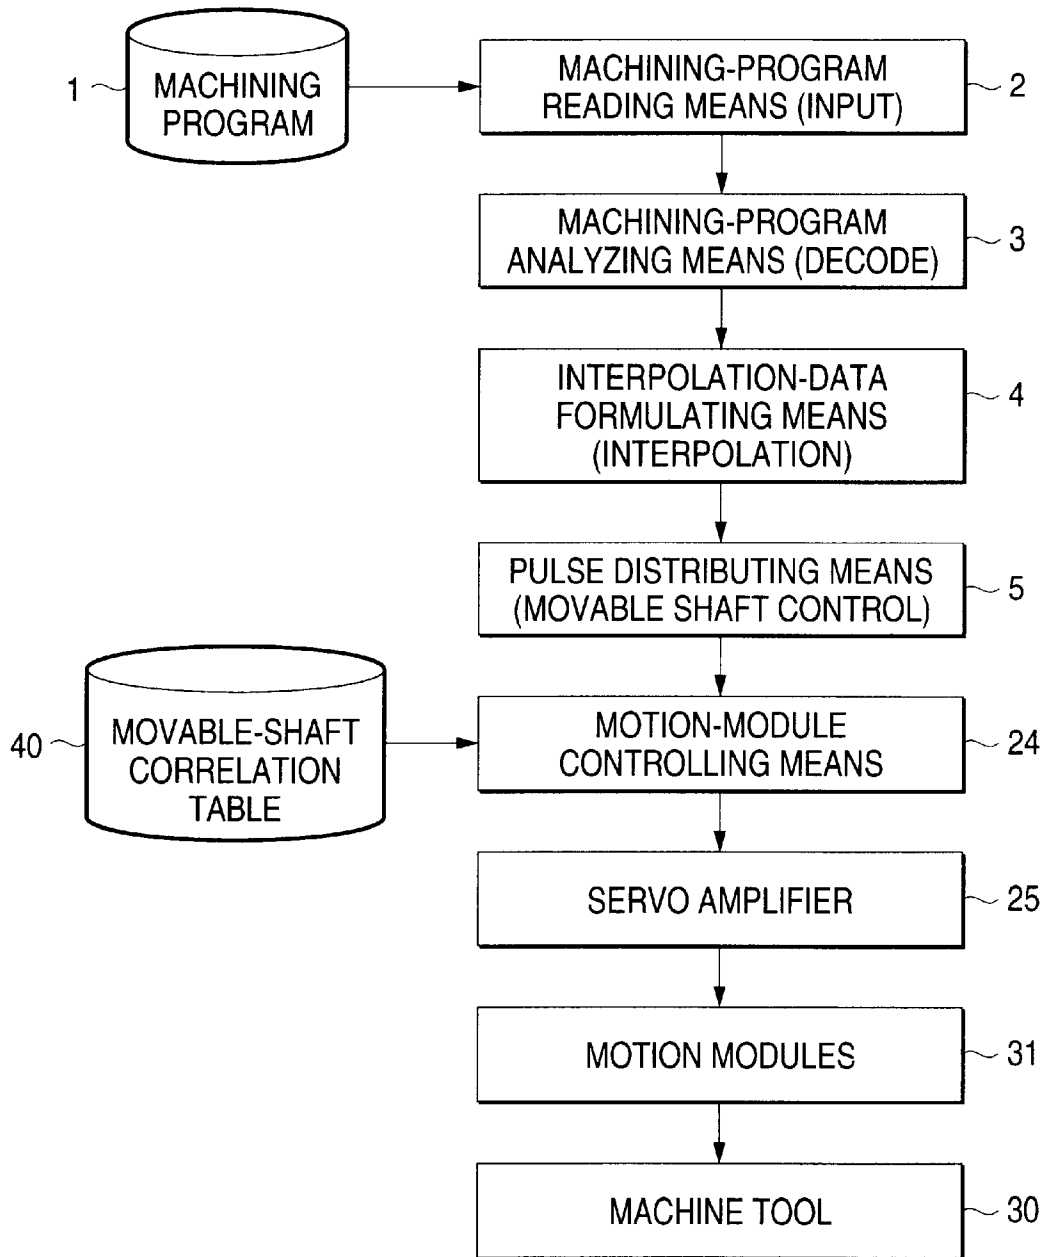 1
MACHINING
PROGRAM
MACHINING-PROGRAM
READING MEANS (INPUT)
2
MACHINING-PROGRAM
ANALYZING MEANS (DECODE)
3
INTERPOLATION-DATA
FORMULATING MEANS
(INTERPOLATION)
4
PULSE DISTRIBUTING MEANS
(MOVABLE SHAFT CONTROL)
5
40
MOVABLE-SHAFT
CORRELATION
TABLE
MOTION-MODULE
CONTROLLING MEANS
24
SERVO AMPLIFIER
25
MOTION MODULES
31
MACHINE TOOL
30